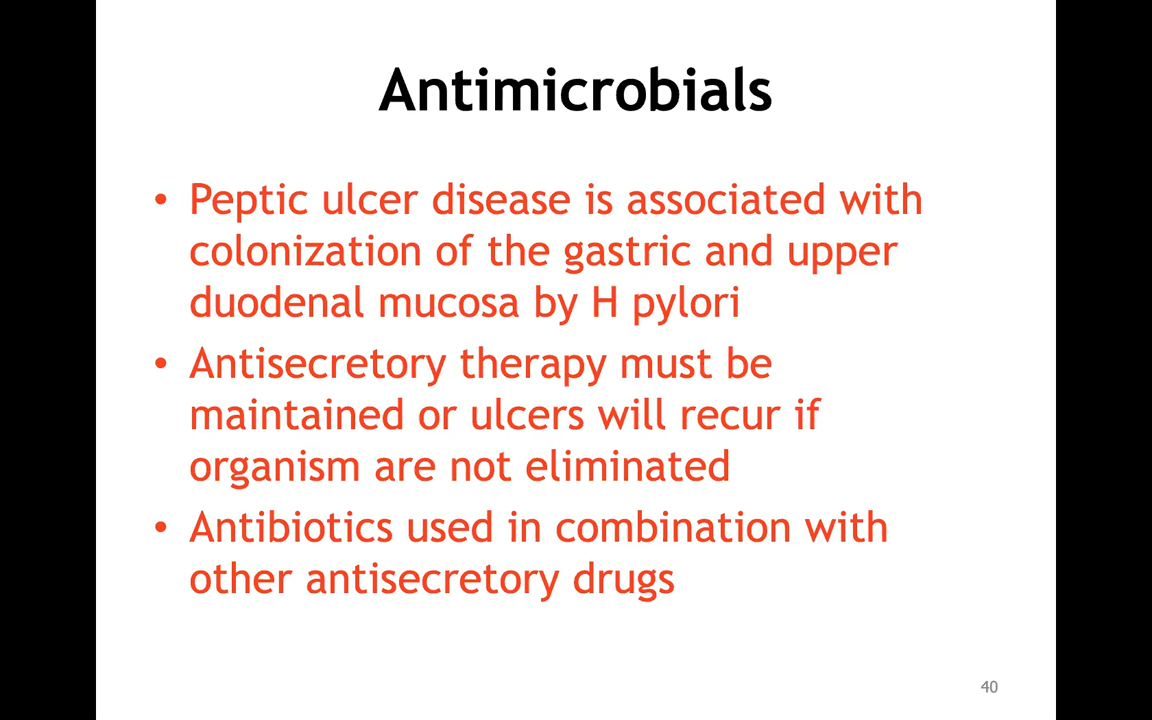 Antimicrobials
• Peptic ulcer disease is associated with
colonization of the gastric and upper
duodenal mucosa by H pylori
• Antisecretory therapy must be
maintained or ulcers will recur if
organism are not eliminated
• Antibiotics used in combination with
other antisecretory drugs
40